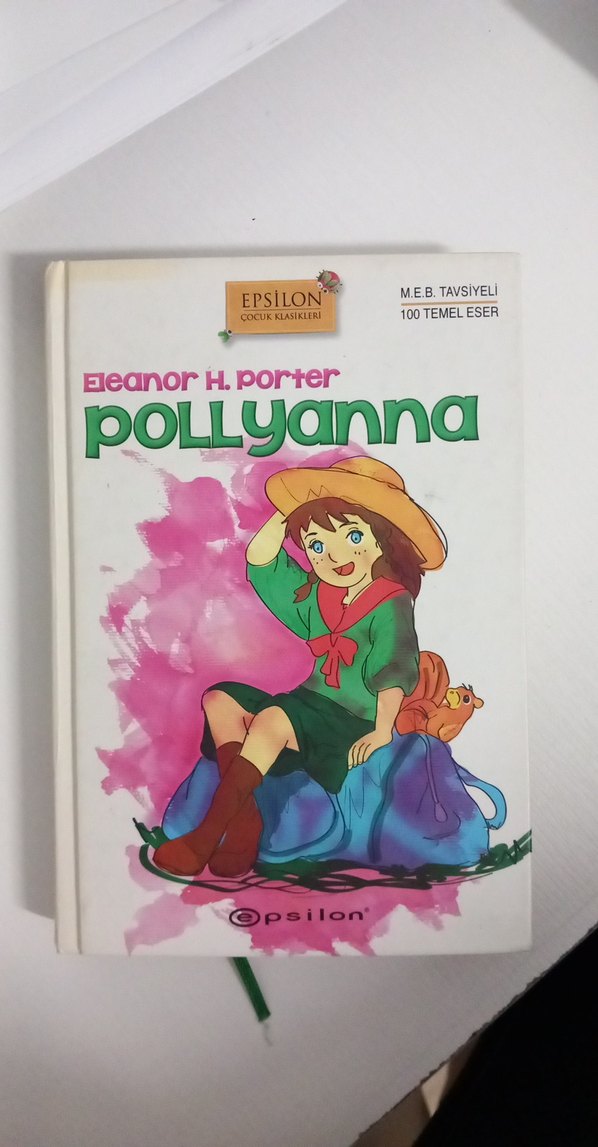 EPSİLON
ÇOCUK KLASİKLERİ
M.E.B. TAVSİYELİ
100 TEMEL ESER
Eleanor H. Porter
POLLyanna
epsilon®